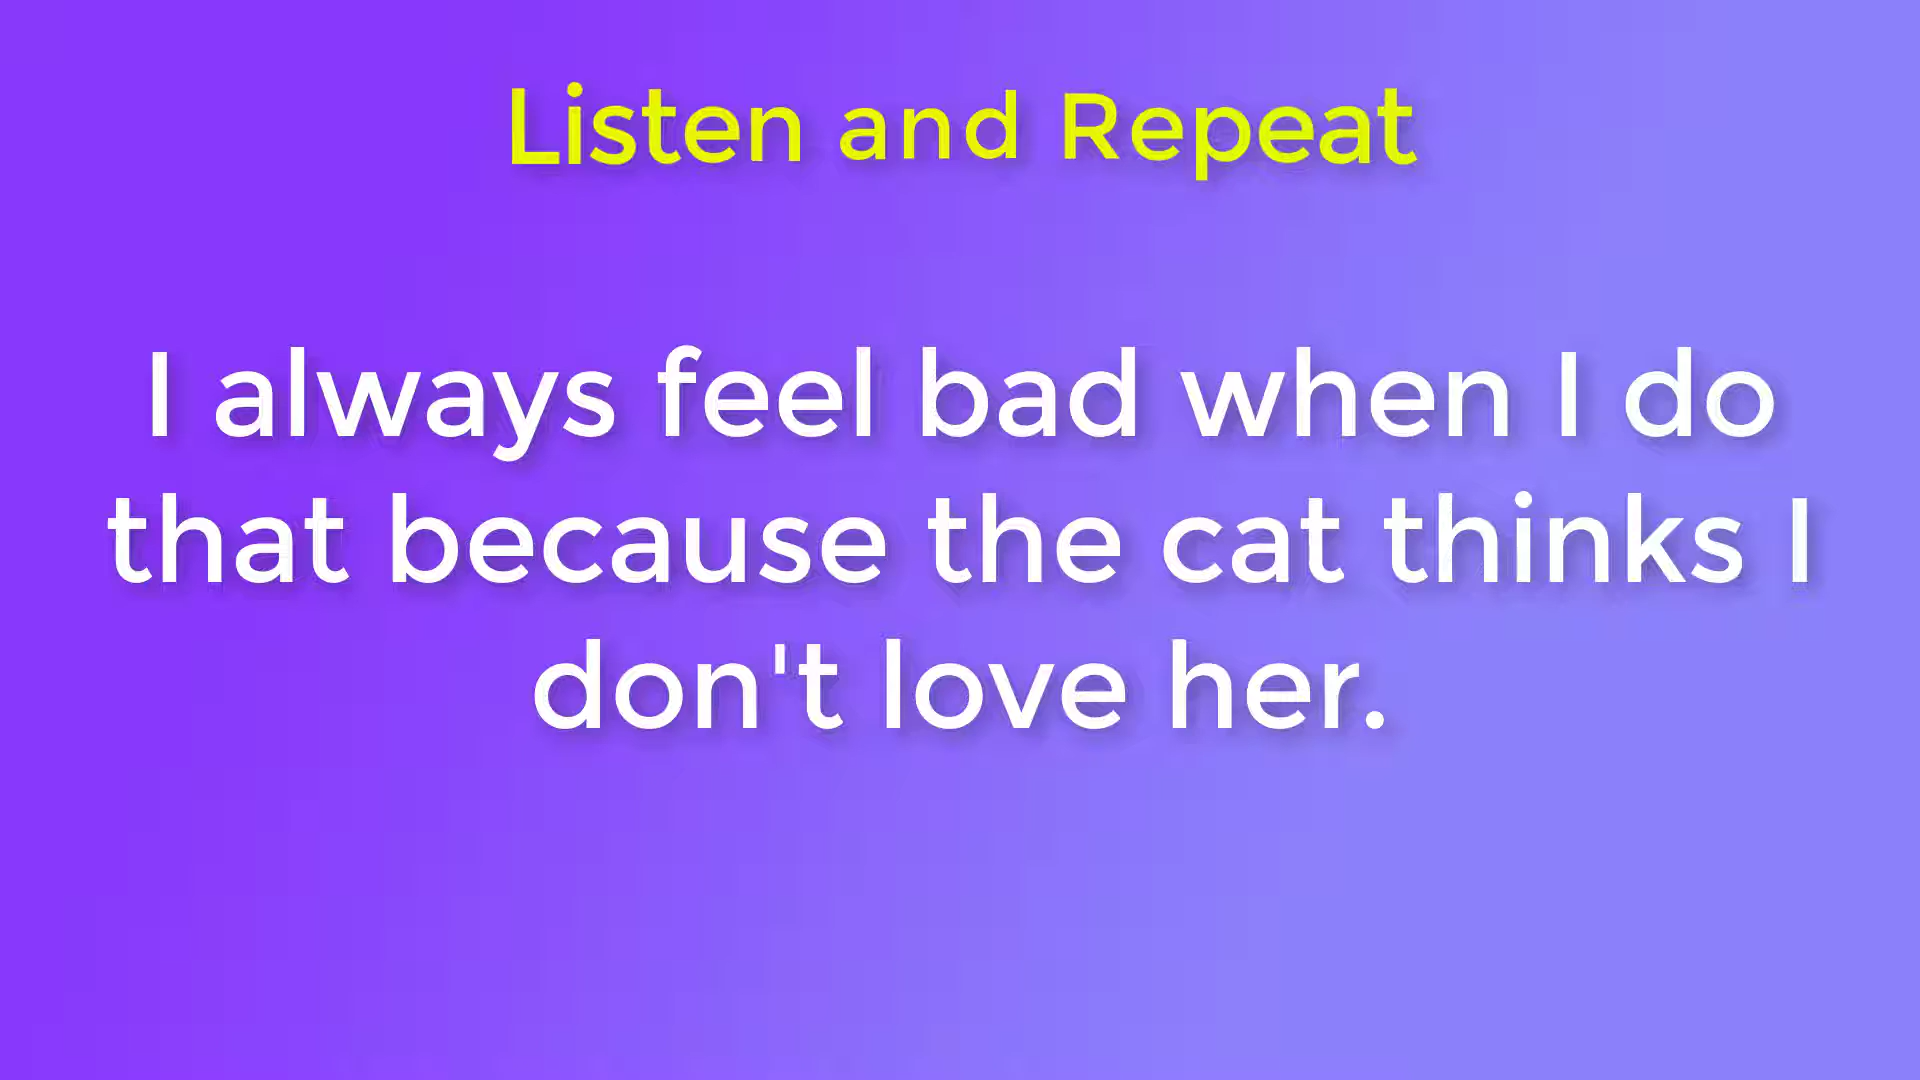 Listen and Repeat
I always feel bad when I do
that because the cat thinks I
don't love her.